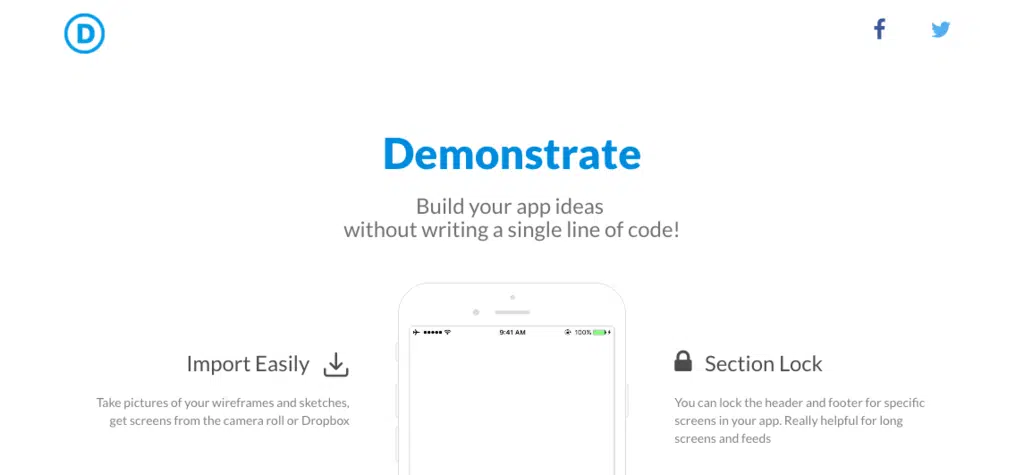 D
Demonstrate
Build your app ideas
without writing a single line of code!
9:41 AM
100%
Import Easily
Take pictures of your wireframes and sketches,
get screens from the camera roll or Dropbox
Section Lock
You can lock the header and footer for specific
screens in your app. Really helpful for long
screens and feeds